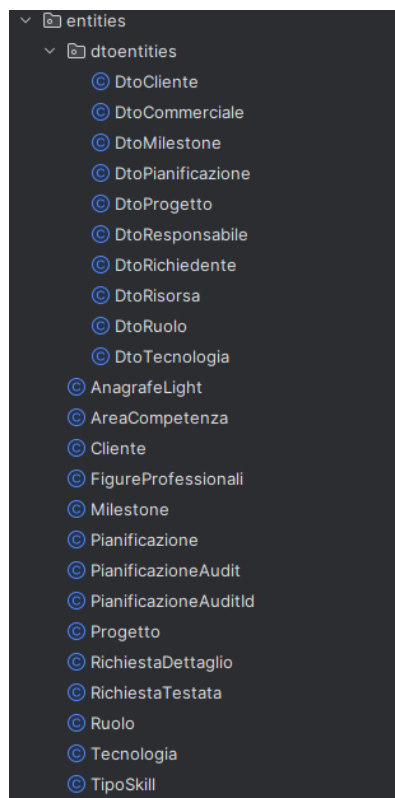 entities
dtoentities
DtoCliente
DtoCommerciale
DtoMilestone
DtoPianificazione
DtoProgetto
DtoResponsabile
DtoRichiedente
DtoRisorsa
DtoRuolo
DtoTecnologia
AnagrafeLight
AreaCompetenza
Cliente
FigureProfessionali
Milestone
Pianificazione
PianificazioneAudit
PianificazioneAuditId
Progetto
RichiestaDettaglio
RichiestaTestata
Ruolo
Tecnologia
TipoSkill